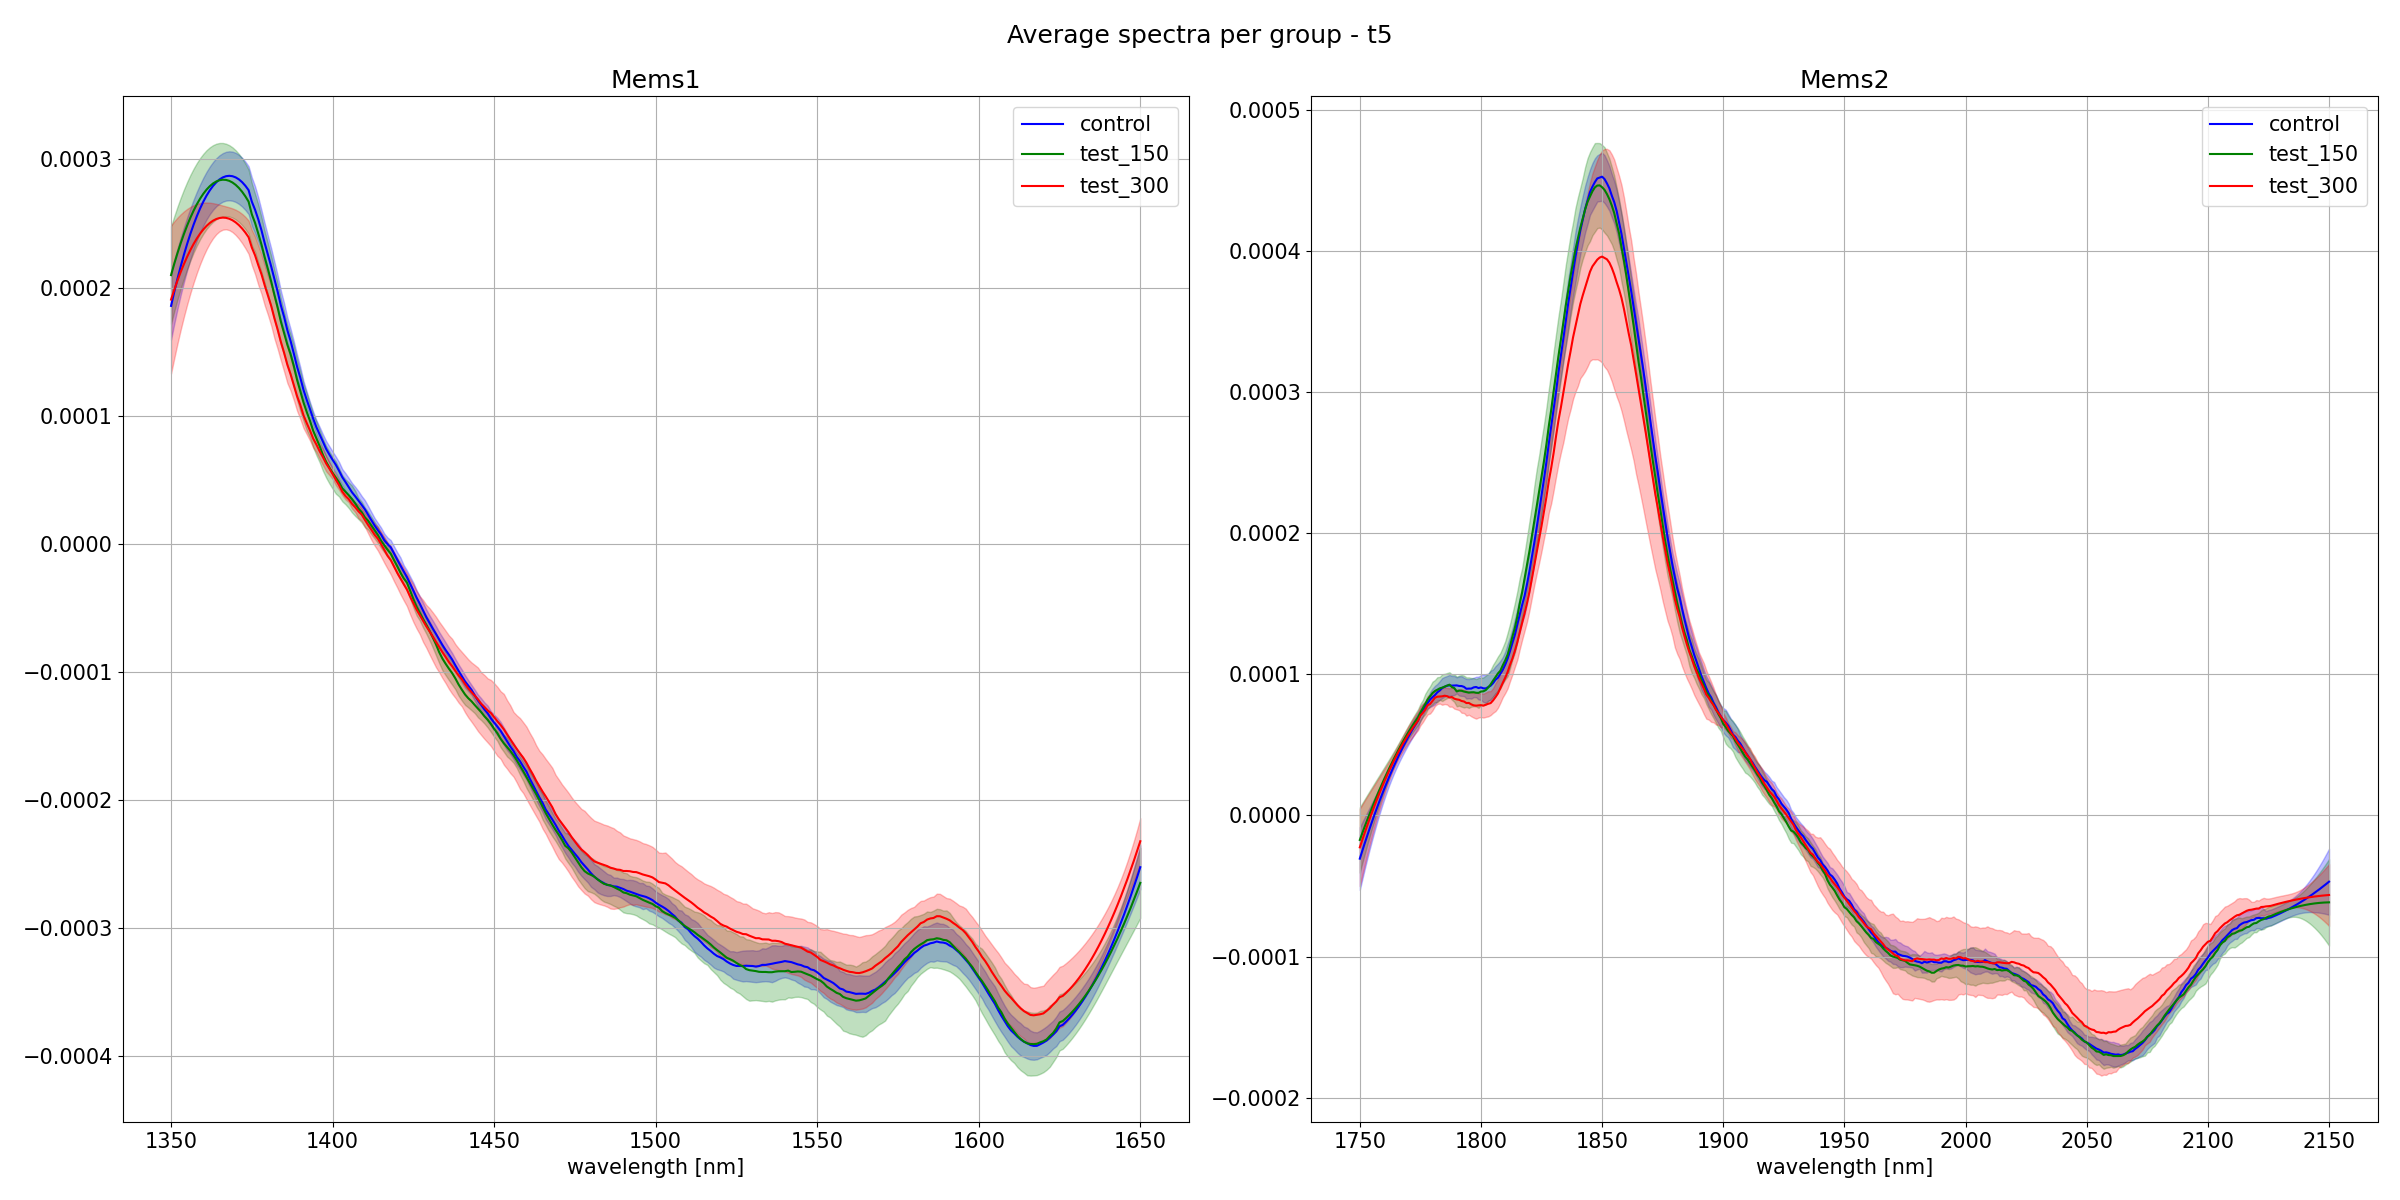 Average spectra per group - t5
Mems1
control
test_150
test_300
0.0003
0.0002
0.0001
0.0000
−0.0001
−0.0002
−0.0003
−0.0004
1350 1400 1450 1500 1550 1600 1650
wavelength [nm]
Mems2
control
test_150
test_300
0.0005
0.0004
0.0003
0.0002
0.0001
0.0000
−0.0001
−0.0002
1750 1800 1850 1900 1950 2000 2050 2100 2150
wavelength [nm]